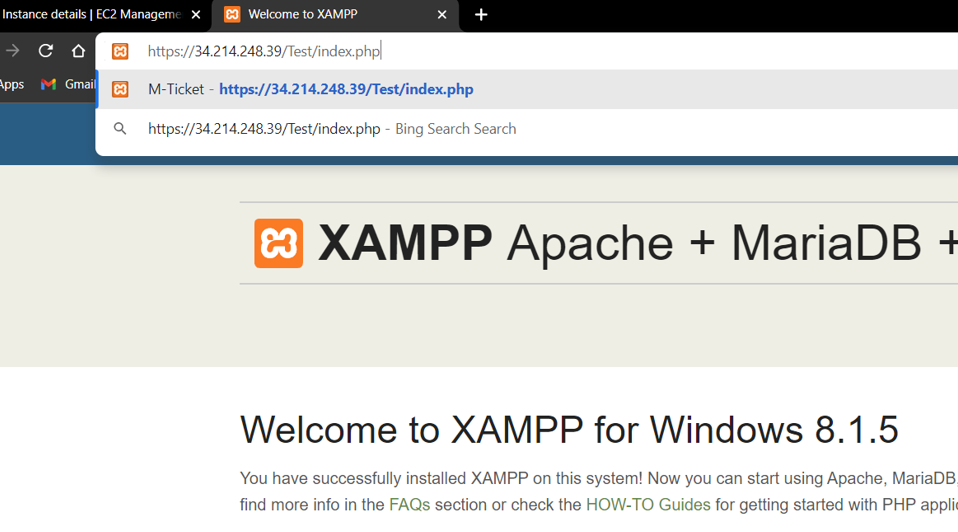 Instance details | EC2 Manageme
Welcome to XAMPP
https://34.214.248.39/Test/index.php
Apps
Gmail
M-Ticket - https://34.214.248.39/Test/index.php
https://34.214.248.39/Test/index.php - Bing Search Search
XAMPP Apache + MariaDB +
Welcome to XAMPP for Windows 8.1.5
You have successfully installed XAMPP on this system! Now you can start using Apache, MariaDB,
find more info in the FAQs section or check the HOW-TO Guides for getting started with PHP applic